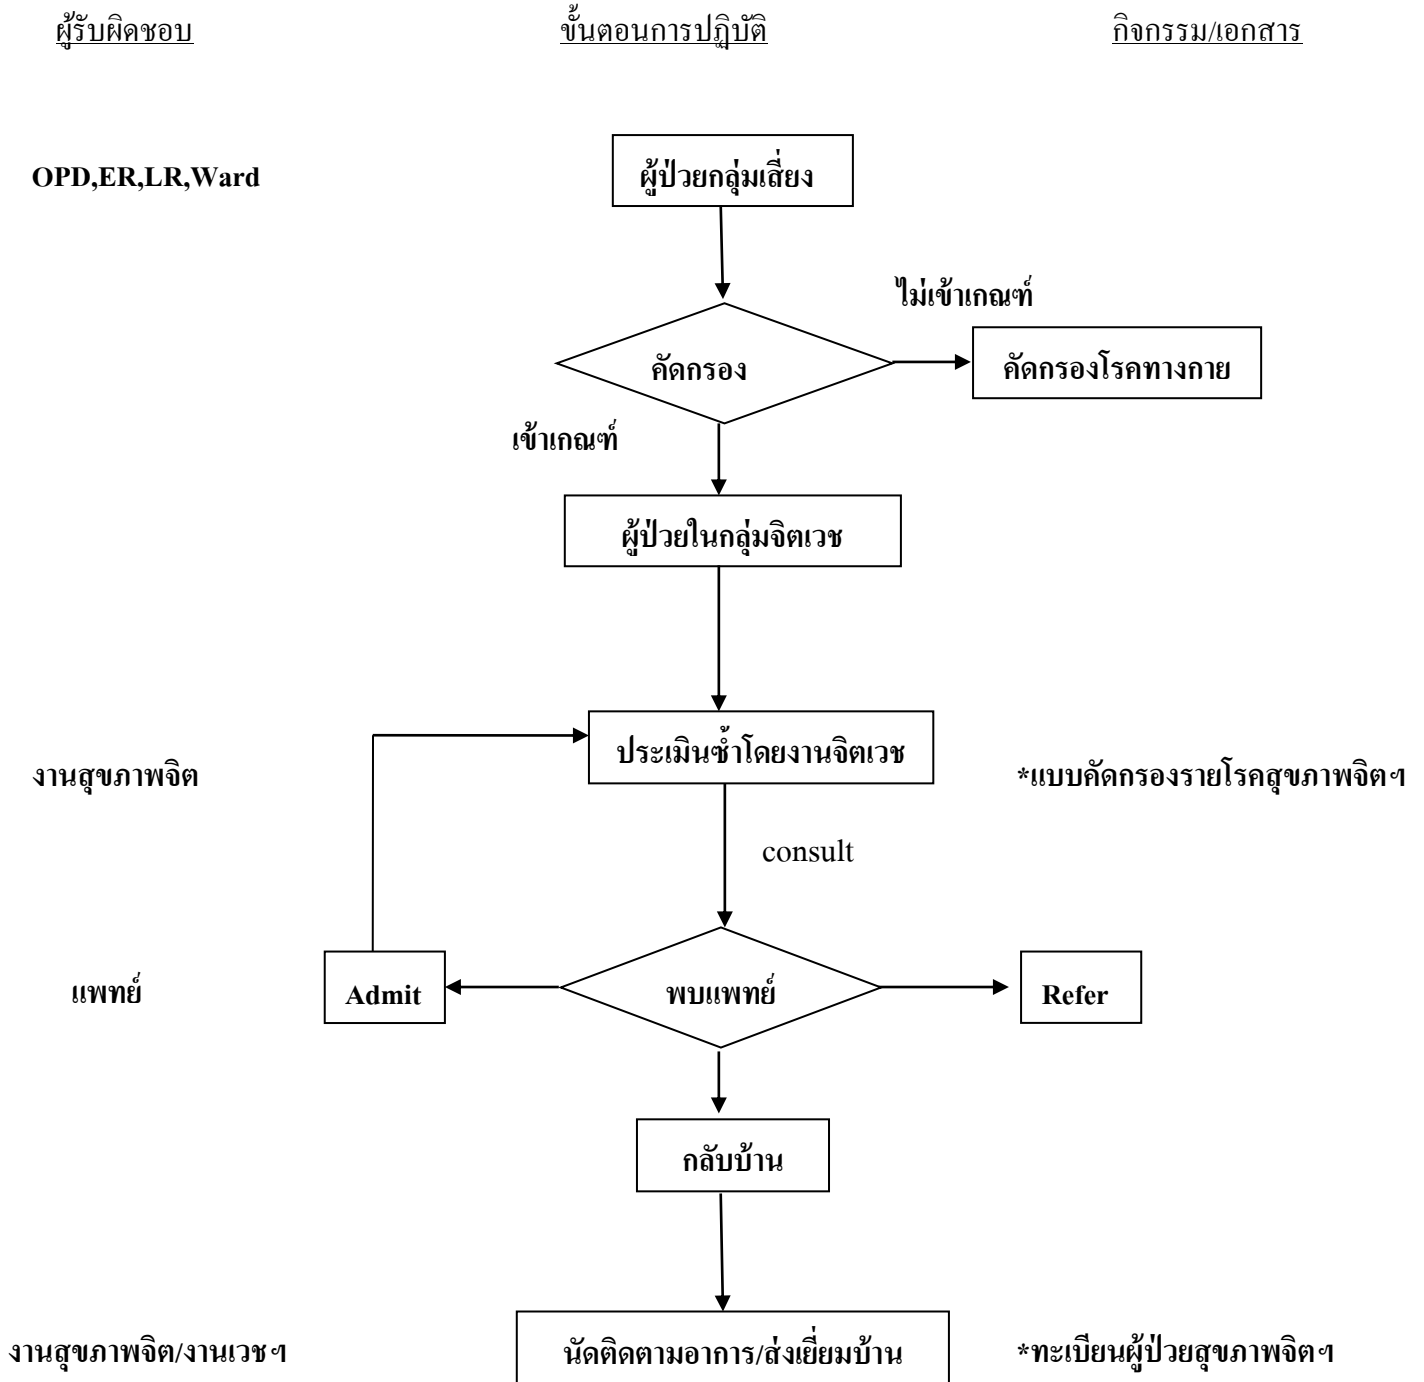 ผู้รับผิดชอบ ขั้นตอนการปฏิบัติ กิจกรรม/เอกสาร
OPD,ER,LR,Ward ผู้ป่วยกลุ่มเสี่ยง
ไม่เข้าเกณฑ์
คัดกรอง คัดกรองโรคทางกาย
เข้าเกณฑ์
ผู้ป่วยในกลุ่มจิตเวช
ประเมินซ้ำโดยงานจิตเวช
งานสุขภาพจิต *แบบคัดกรองรายโรคสุขภาพจิตฯ
consult
แพทย์ Admit พบแพทย์ Refer
กลับบ้าน
งานสุขภาพจิต/งานเวชฯ นัดติดตามอาการ/ส่งเยี่ยมบ้าน *ทะเบียนผู้ป่วยสุขภาพจิตฯ